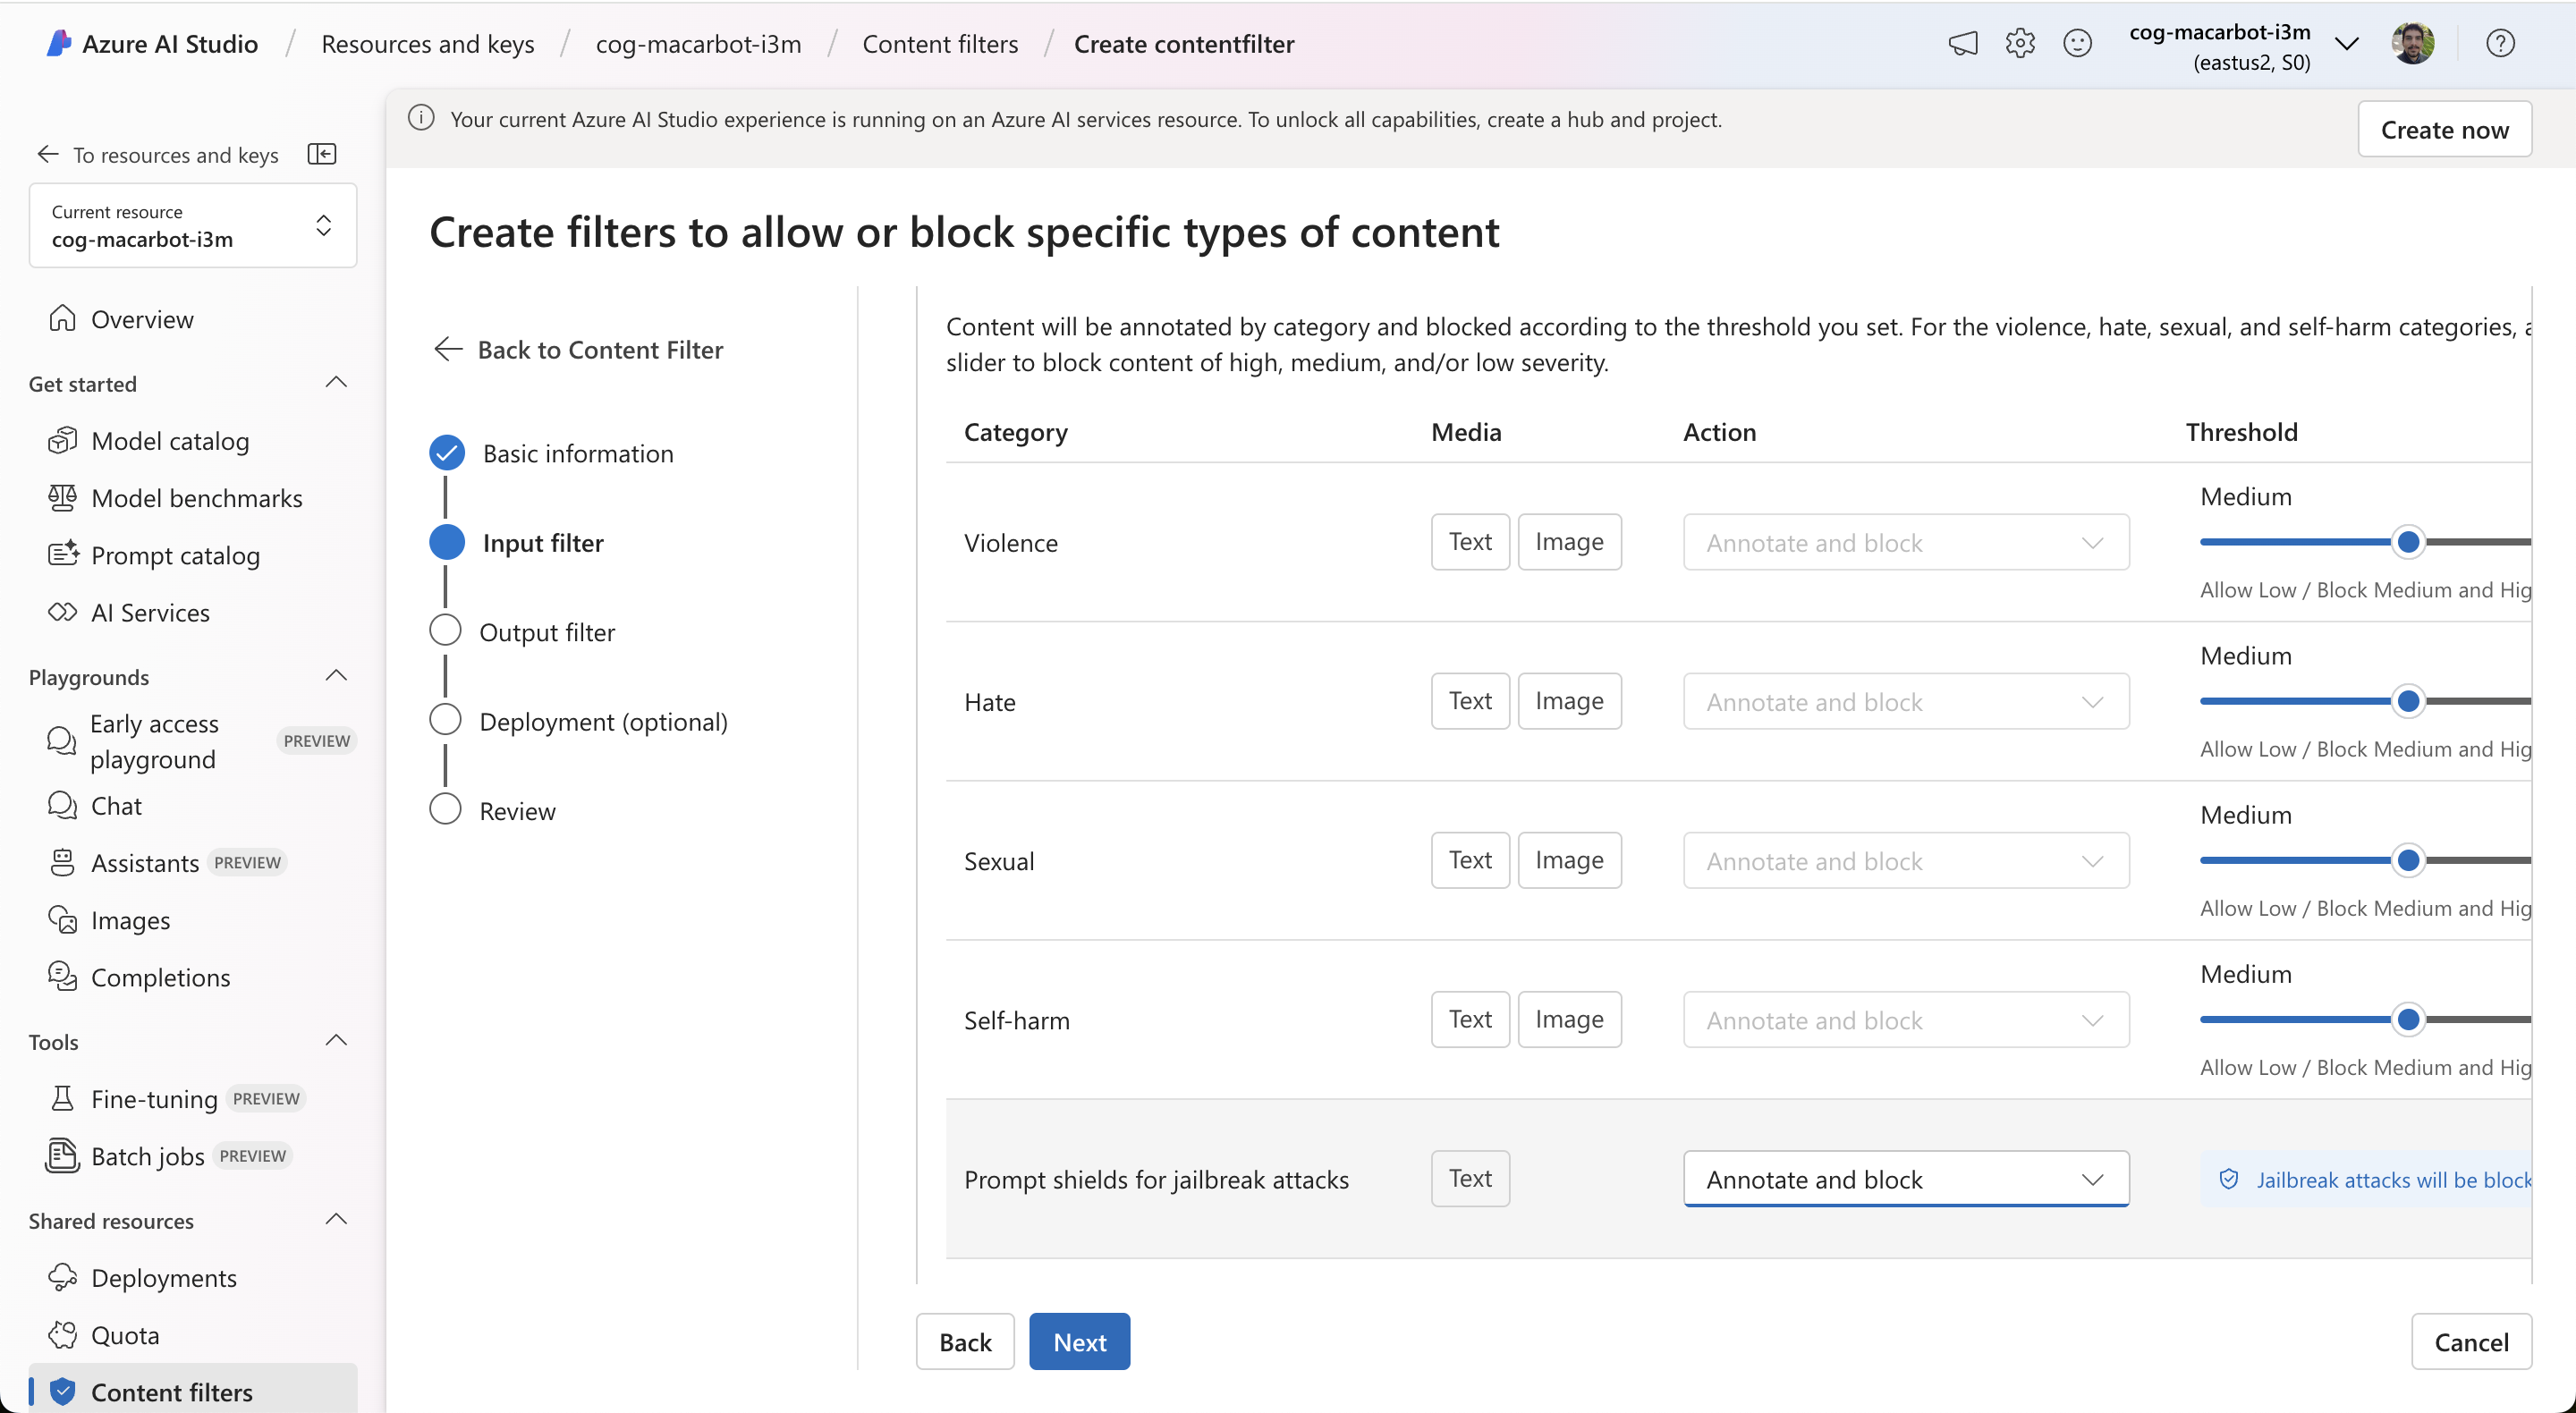 Azure AI Studio / Resources and keys / cog-macarbot-i3m / Content filters / Create contentfilter
cog-macarbot-i3m
(eastus2, S0)
To resources and keys
Current resource
cog-macarbot-i3m
Overview
Get started
Model catalog
Model benchmarks
Prompt catalog
AI Services
Playgrounds
Early access
playground
PREVIEW
Chat
Assistants PREVIEW
Images
Completions
Tools
Fine-tuning PREVIEW
Batch jobs PREVIEW
Shared resources
Deployments
Quota
Content filters
Your current Azure AI Studio experience is running on an Azure AI services resource. To unlock all capabilities, create a hub and project.
Create now
Create filters to allow or block specific types of content
Back to Content Filter
Basic information
Input filter
Output filter
Deployment (optional)
Review
Content will be annotated by category and blocked according to the threshold you set. For the violence, hate, sexual, and self-harm categories,
slider to block content of high, medium, and/or low severity.
Category Media Action Threshold
Medium
Violence Text Image Annotate and block
Allow Low / Block Medium and Hig
Medium
Hate Text Image Annotate and block
Allow Low / Block Medium and Hig
Medium
Sexual Text Image Annotate and block
Allow Low / Block Medium and Hig
Medium
Self-harm Text Image Annotate and block
Allow Low / Block Medium and Hig
Prompt shields for jailbreak attacks Text Annotate and block Jailbreak attacks will be block
Back Next Cancel